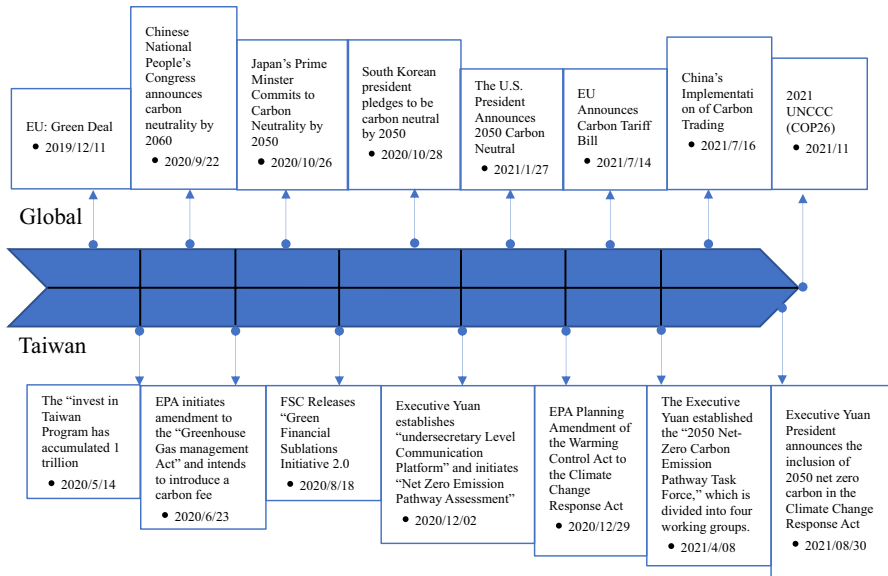 EU: Green Deal
• 2019/12/11
Chinese
National
People's
Congress
announces
carbon
neutrality by
2060
• 2020/9/22
Japan's Prime
Minster
Commits to
Carbon
Neutrality by
2050
• 2020/10/26
South Korean
president
pledges to be
carbon neutral
by 2050
• 2020/10/28
The U.S.
President
Announces
2050 Carbon
Neutral
• 2021/1/27
EU
Announces
Carbon Tariff
Bill
• 2021/7/14
China's
Implementati
on of Carbon
Trading
• 2021/7/16
2021
UNCCC
(COP26)
• 2021/11
Global
Taiwan
The “invest in
Taiwan
Program has
accumulated 1
trillion
• 2020/5/14
EPA initiates
amendment to
the “Greenhouse
Gas management
Act” and intends
to introduce a
carbon fee
• 2020/6/23
FSC Releases
“Green
Financial
Sublations
Initiative 2.0
• 2020/8/18
Executive Yuan
establishes
“undersecretary Level
Communication
Platform” and initiates
“Net Zero Emission
Pathway Assessment”
• 2020/12/02
EPA Planning
Amendment of
the Warming
Control Act to
the Climate
Change
Response Act
• 2020/12/29
The Executive
Yuan established
the “2050 Net-
Zero Carbon
Emission
Pathway Task
Force,” which is
divided into four
working groups.
• 2021/4/08
Executive Yuan
President
announces the
inclusion of
2050 net zero
carbon in the
Climate Change
Response Act
• 2021/08/30